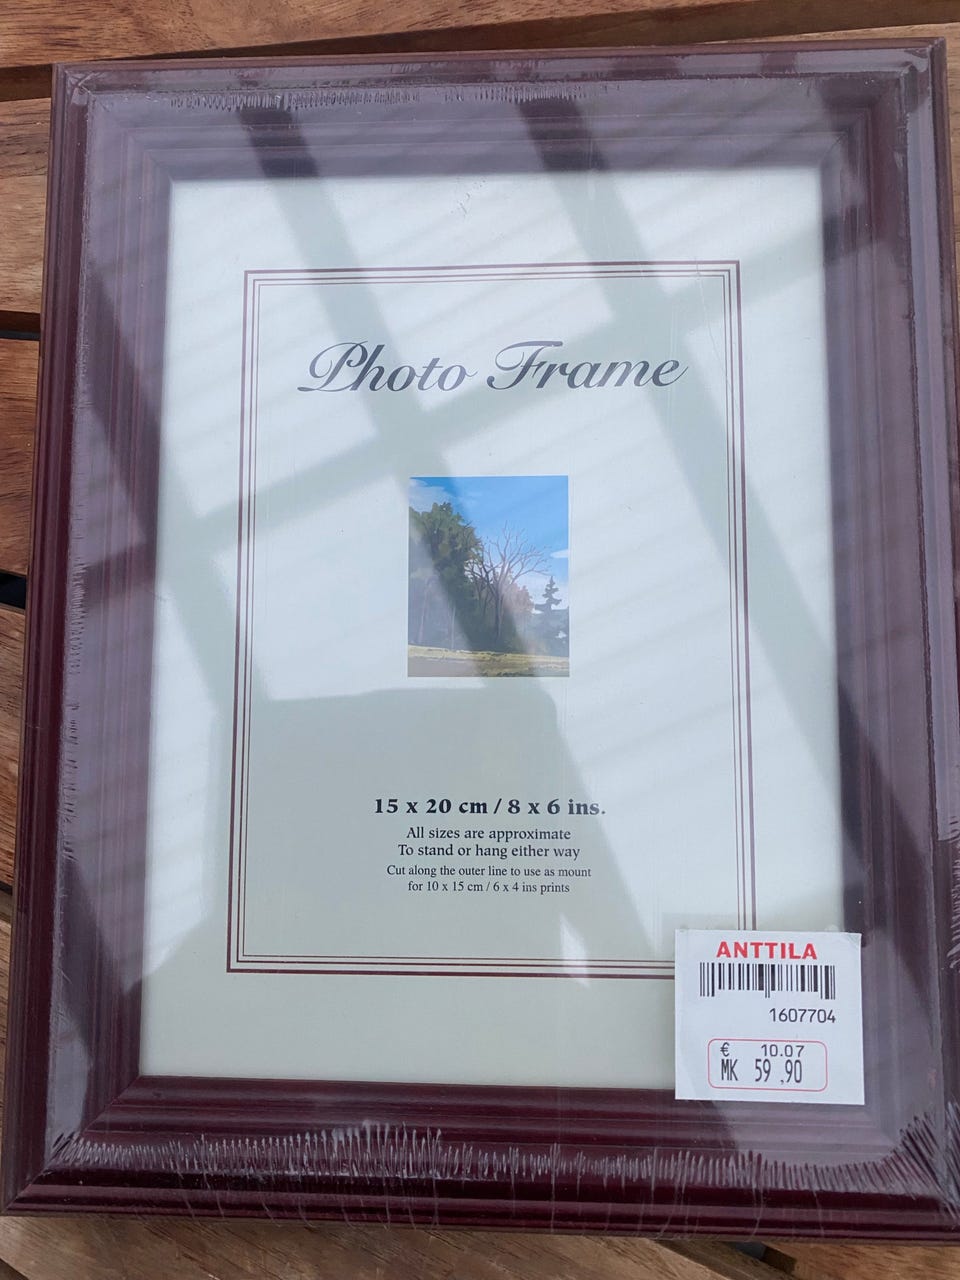 Photo Frame
15 x 20 cm / 8 x 6 ins.
All sizes are approximate
To stand or hang either way
Cut along the outer line to use as mount
for 10 x 15 cm / 6 x 4 ins prints
ANTTILA
1607704
€ 10.07
MK 59,90